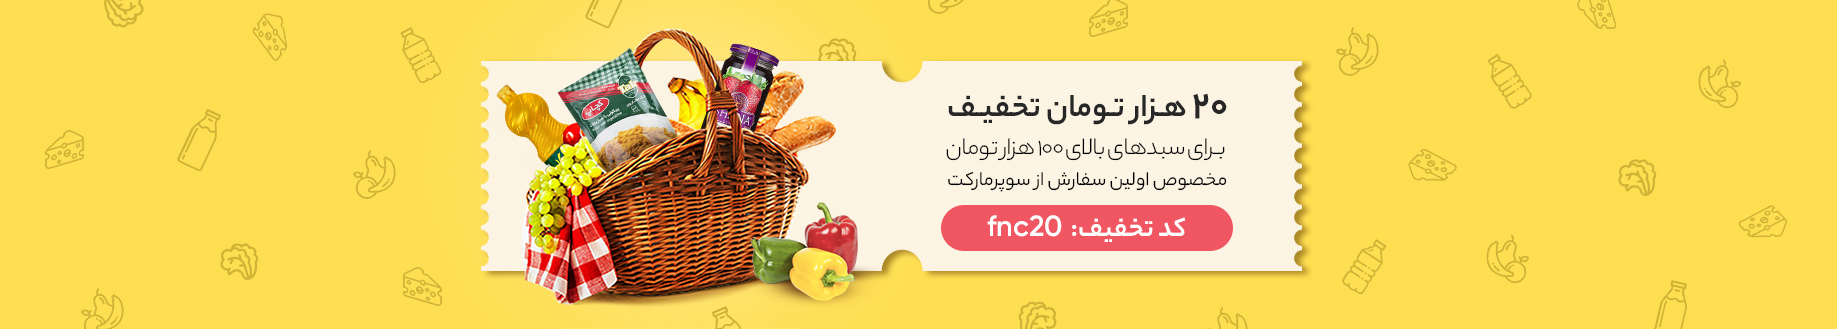 ۲۰ هزار تومان تخفیف
برای سبدهای بالای ۱۰۰ هزار تومان
مخصوص اولین سفارش از سوپرمارکت
کد تخفیف: fnc20